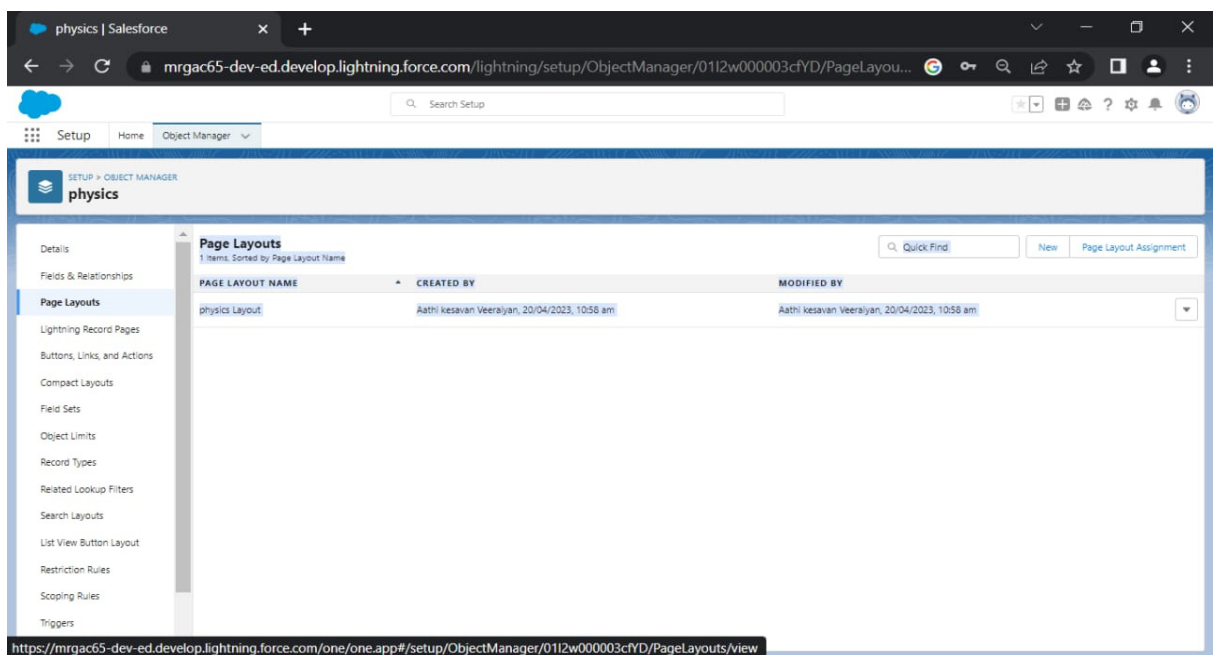 physics | Salesforce
mrgac65-dev-ed.develop.lightning.force.com/lightning/setup/ObjectManager/01I2w000003cfYD/PageLayou...
Search Setup
Setup Home Object Manager
SETUP > OBJECT MANAGER
physics
Details
Fields & Relationships
Page Layouts
Lightning Record Pages
Buttons, Links, and Actions
Compact Layouts
Field Sets
Object Limits
Record Types
Related Lookup Filters
Search Layouts
List View Button Layout
Restriction Rules
Scoping Rules
Triggers
Page Layouts
1 Items, Sorted by Page Layout Name
Quick Find New Page Layout Assignment
PAGE LAYOUT NAME CREATED BY MODIFIED BY
physics Layout Aathi kesavan Veeraiyan, 20/04/2023, 10:58 am Aathi kesavan Veeraiyan, 20/04/2023, 10:58 am
https://mrgac65-dev-ed.develop.lightning.force.com/one/one.app#/setup/ObjectManager/01I2w000003cfYD/PageLayouts/view